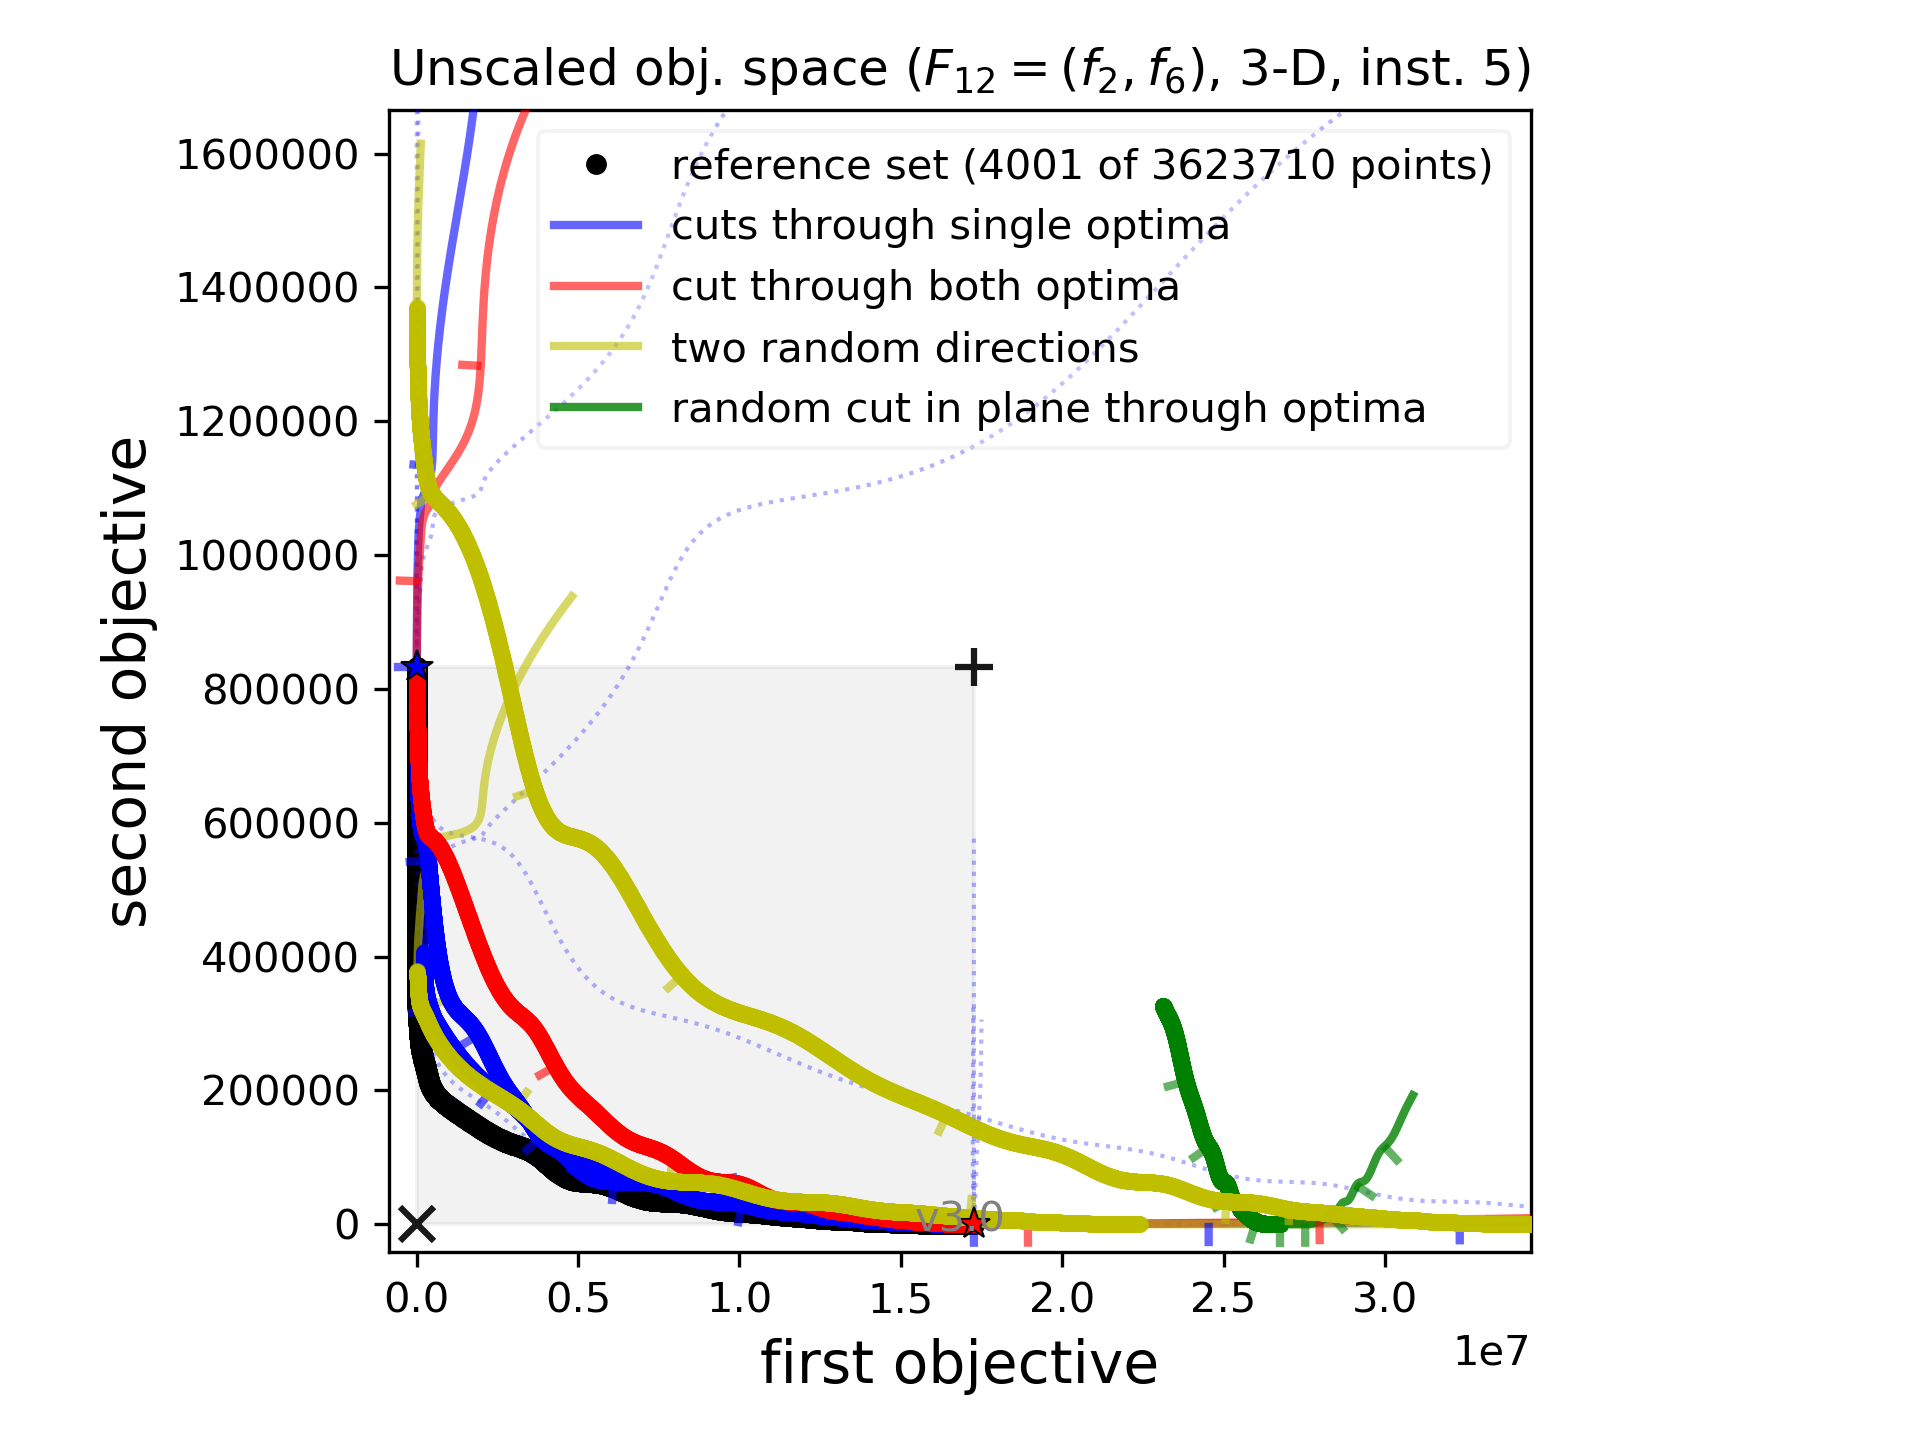 Unscaled obj. space (F₁₂ = (f₂, f₆), 3-D, inst. 5)
reference set (4001 of 3623710 points)
cuts through single optima
cut through both optima
two random directions
random cut in plane through optima
second objective
1600000
1400000
1200000
1000000
800000
600000
400000
200000
0
v3.0
0.0 0.5 1.0 1.5 2.0 2.5 3.0
1e7
first objective